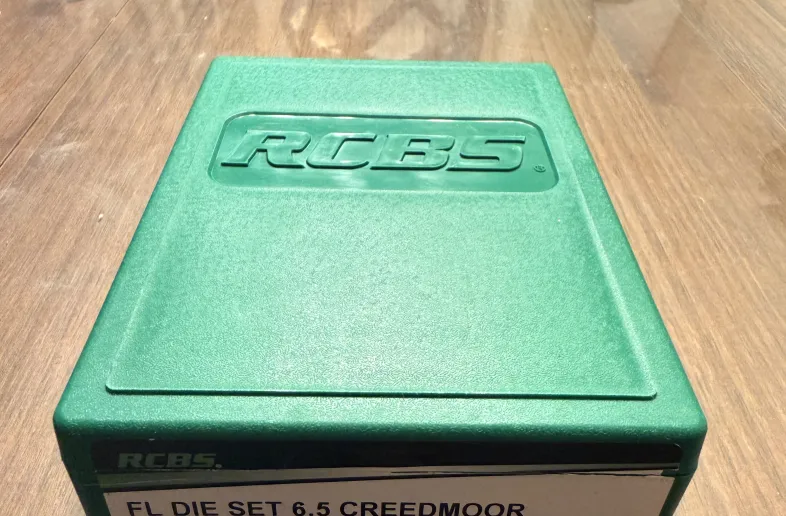 RCBS®
RCBS.
FL DIE SET 6.5 CREEDMOOR